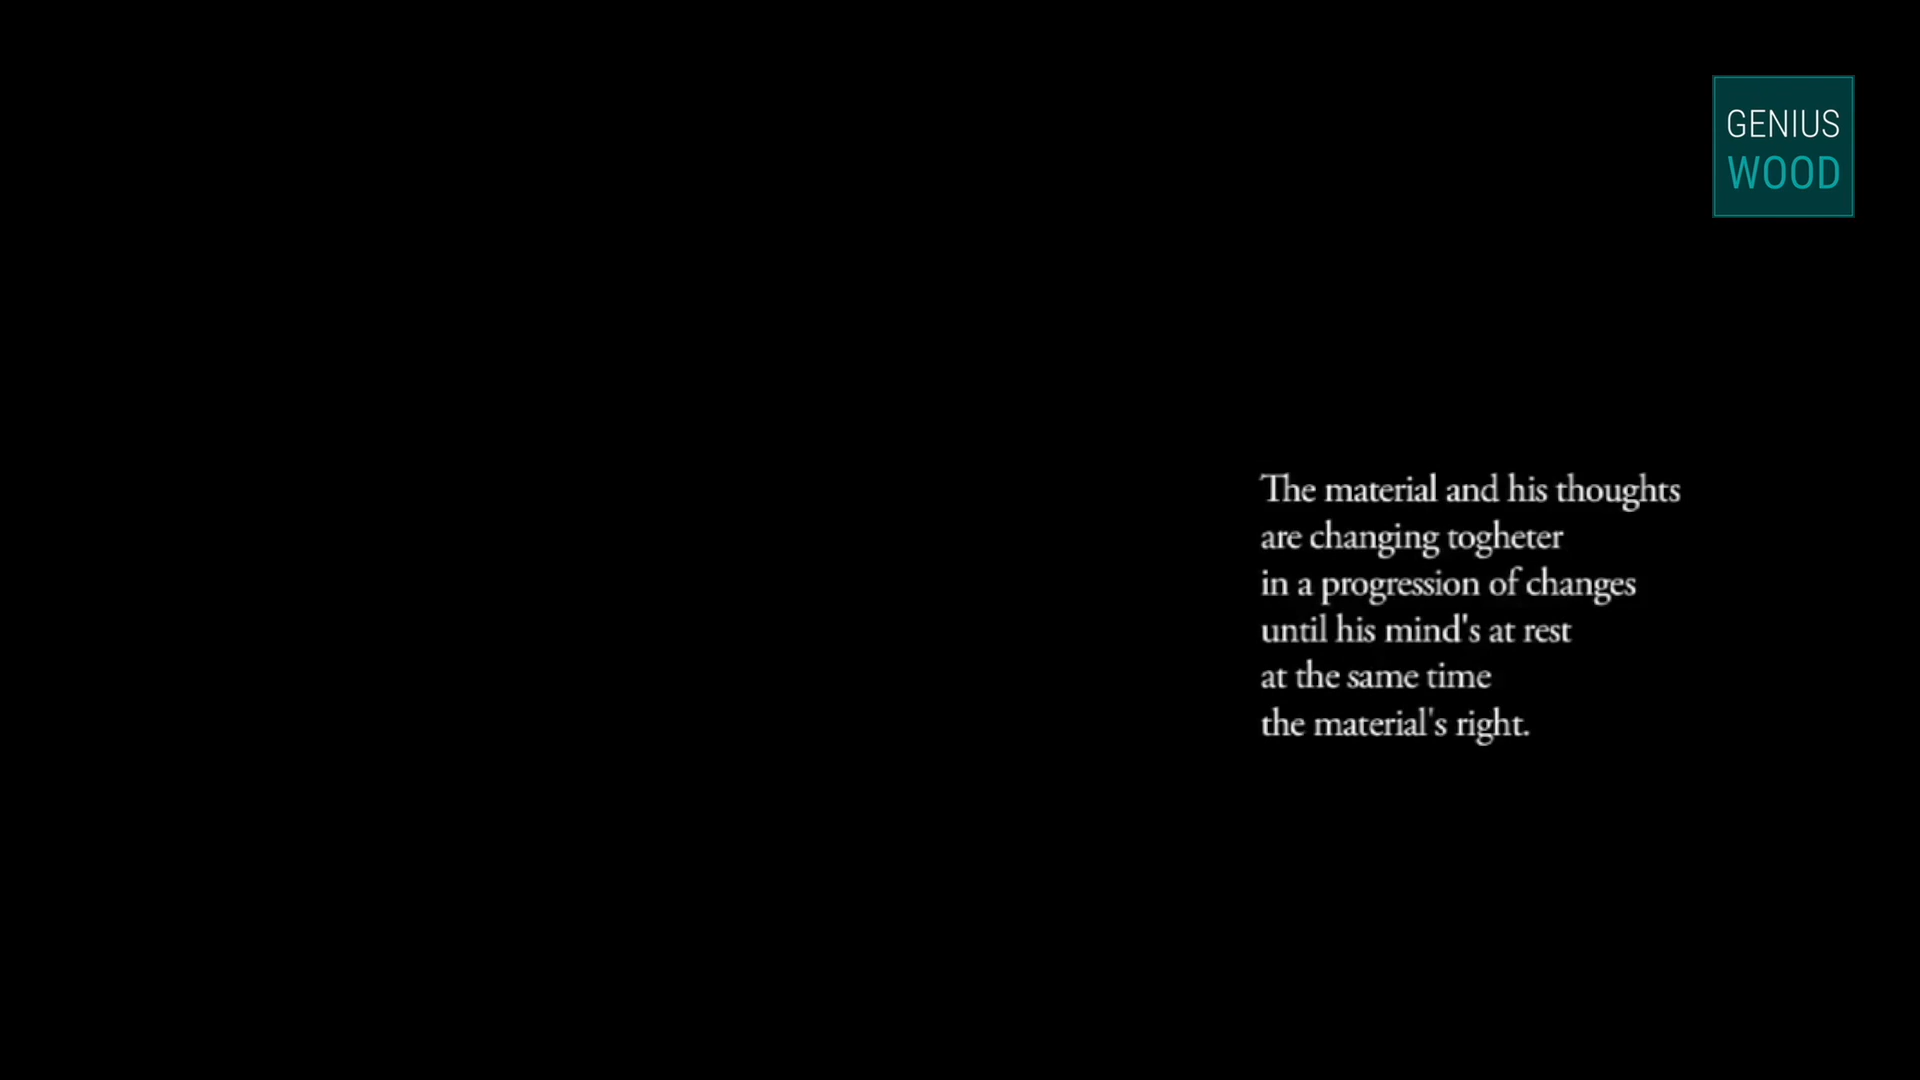 GENIUS
WOOD
The material and his thoughts
are changing togheter
in a progression of changes
until his mind's at rest
at the same time
the material's right.